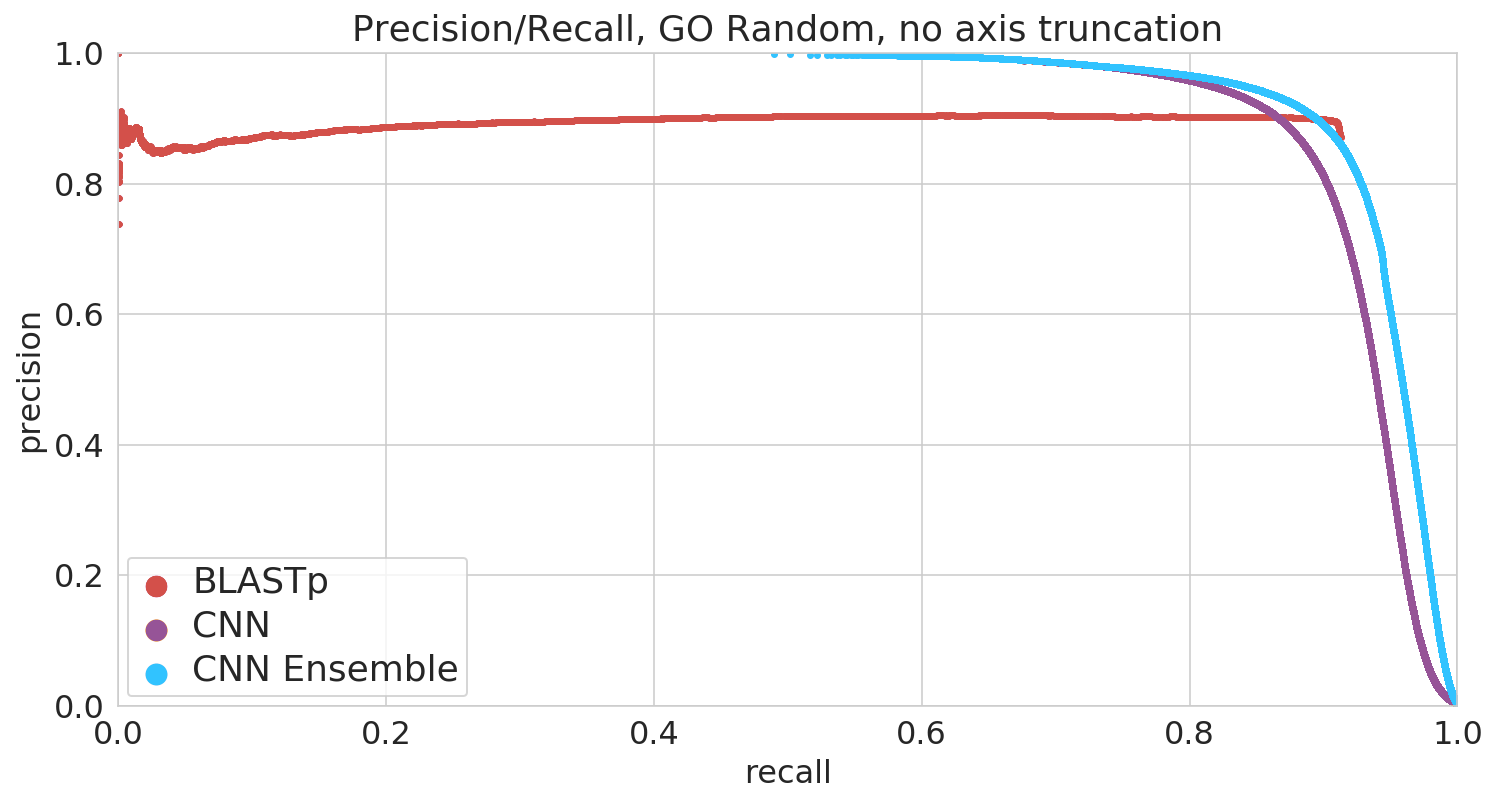 Precision/Recall, GO Random, no axis truncation
precision
1.0
0.8
0.6
0.4
0.2
0.0
BLASTp
CNN
CNN Ensemble
0.0 0.2 0.4 0.6 0.8 1.0
recall